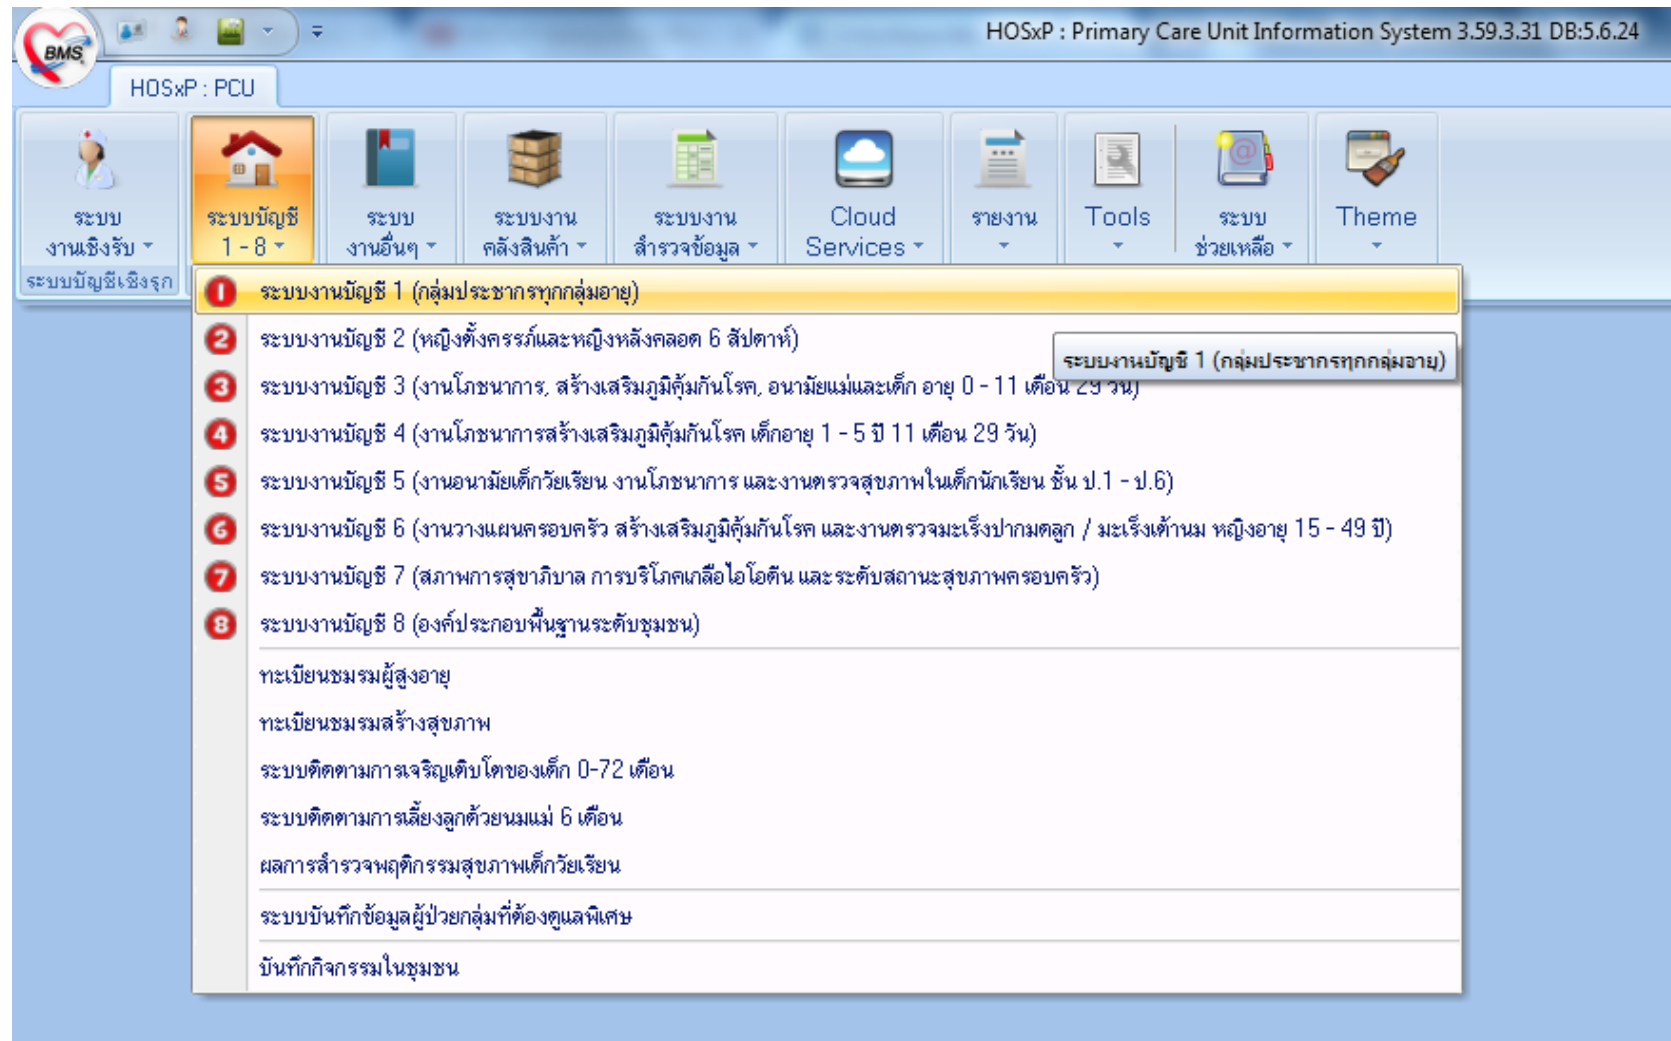 HOSxP : Primary Care Unit Information System 3.59.3.31 DB:5.6.24
BMS
HOSxP : PCU
ระบบ
งานเชิงรับ
ระบบบัญชี
1 - 8
ระบบ
งานอื่นๆ
ระบบงาน
คลังสินค้า
ระบบงาน
สำรวจข้อมูล
Cloud
Services
รายงาน
Tools
ระบบ
ช่วยเหลือ
Theme
ระบบบัญชีเชิงรุก
1 ระบบงานบัญชี 1 (กลุ่มประชากรทุกกลุ่มอายุ)
2 ระบบงานบัญชี 2 (หญิงตั้งครรภ์และหญิงหลังคลอด 6 สัปดาห์)
ระบบงานบัญชี 1 (กลุ่มประชากรทุกกลุ่มอายุ)
3 ระบบงานบัญชี 3 (งานโภชนาการ, สร้างเสริมภูมิคุ้มกันโรค, อนามัยแม่และเด็ก อายุ 0 - 11 เดือน 29 วัน)
4 ระบบงานบัญชี 4 (งานโภชนาการสร้างเสริมภูมิคุ้มกันโรค เด็กอายุ 1 - 5 ปี 11 เดือน 29 วัน)
5 ระบบงานบัญชี 5 (งานอนามัยเด็กวัยเรียน งานโภชนาการ และงานตรวจสุขภาพในเด็กนักเรียน ชั้น ป.1 - ป.6)
6 ระบบงานบัญชี 6 (งานวางแผนครอบครัว สร้างเสริมภูมิคุ้มกันโรค และงานตรวจมะเร็งปากมดลูก / มะเร็งเต้านม หญิงอายุ 15 - 49 ปี)
7 ระบบงานบัญชี 7 (สภาพการสุขาภิบาล การบริโภคเกลือไอโอดีน และระดับสถานะสุขภาพครอบครัว)
8 ระบบงานบัญชี 8 (องค์ประกอบพื้นฐานระดับชุมชน)
ทะเบียนชมรมผู้สูงอายุ
ทะเบียนชมรมสร้างสุขภาพ
ระบบติดตามการเจริญเติบโตของเด็ก 0-72 เดือน
ระบบติดตามการเลี้ยงลูกด้วยนมแม่ 6 เดือน
ผลการสำรวจพฤติกรรมสุขภาพเด็กวัยเรียน
ระบบบันทึกข้อมูลผู้ป่วยกลุ่มที่ต้องดูแลพิเศษ
บันทึกกิจกรรมในชุมชน